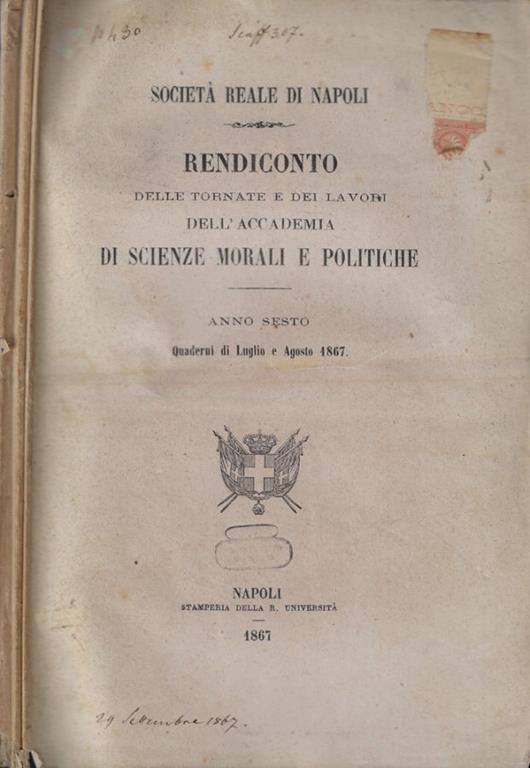 430
Scaff 307.
SOCIETÀ REALE DI NAPOLI
RENDICONTO
DELLE TORNATE E DEI LAVORI
DELL'ACCADEMIA
DI SCIENZE MORALI E POLITICHE
ANNO SESTO
Quaderni di Luglio e Agosto 1867.
NAPOLI
STAMPERIA DELLA R. UNIVERSITÀ
1867
29 Settembre 1867.